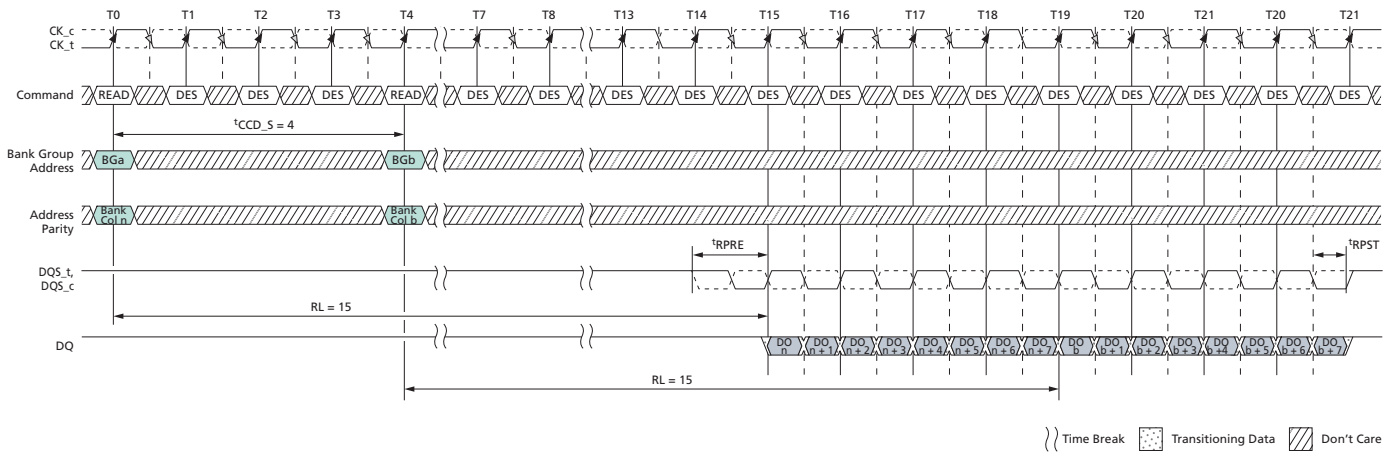 T0 T1 T2 T3 T4 T7 T8 T13 T14 T15 T16 T17 T18 T19 T20 T21 T20 T21
CK_c
CK_t
Command READ DES DES DES READ DES DES DES DES DES DES DES DES DES DES DES DES DES
tCCD_S = 4
Bank Group
Address
BGa BGb
Address
Parity
Bank
Col n
Bank
Col b
tRPRE tRPST
DQS_t,
DQS_c
RL = 15
DQ
DO
n
DO
n + 1
DO
n + 2
DO
n + 3
DO
n + 4
DO
n + 5
DO
n + 6
DO
n + 7
DO
b
DO
b + 1
DO
b + 2
DO
b + 3
DO
b +4
DO
b + 5
DO
b + 6
DO
b + 7
RL = 15
Time Break Transitioning Data Don't Care